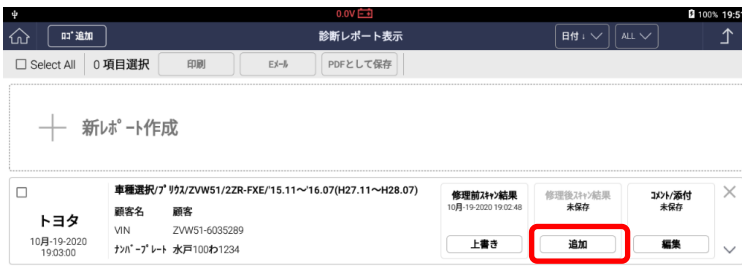 0.0V
100% 19:51
ﾛｺﾞ追加
診断レポート表示
日付↓
ALL
Select All
0 項目選択
印刷
Eﾒｰﾙ
PDFとして保存
新ﾚﾎﾟｰﾄ作成
トヨタ
10月-19-2020
19:03:00
車種選択/ﾌﾟﾘｳｽ/ZVW51/2ZR-FXE/'15.11～'16.07(H27.11～H28.07)
顧客名 顧客
VIN ZVW51-6035289
ﾅﾝﾊﾞｰﾌﾟﾚｰﾄ 水戸100わ1234
修理前ｽｷｬﾝ結果
10月-19-2020 19:02:48
上書き
修理後ｽｷｬﾝ結果
未保存
追加
ｺﾒﾝﾄ/添付
未保存
編集